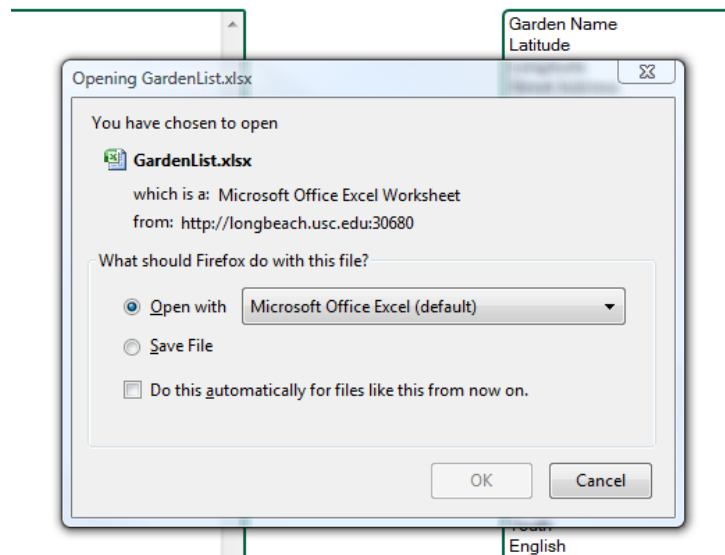 Garden Name
Latitude
Opening GardenList.xlsx
You have chosen to open
GardenList.xlsx
which is a: Microsoft Office Excel Worksheet
from: http://longbeach.usc.edu:30680
What should Firefox do with this file?
Open with Microsoft Office Excel (default)
Save File
Do this automatically for files like this from now on.
OK Cancel
English